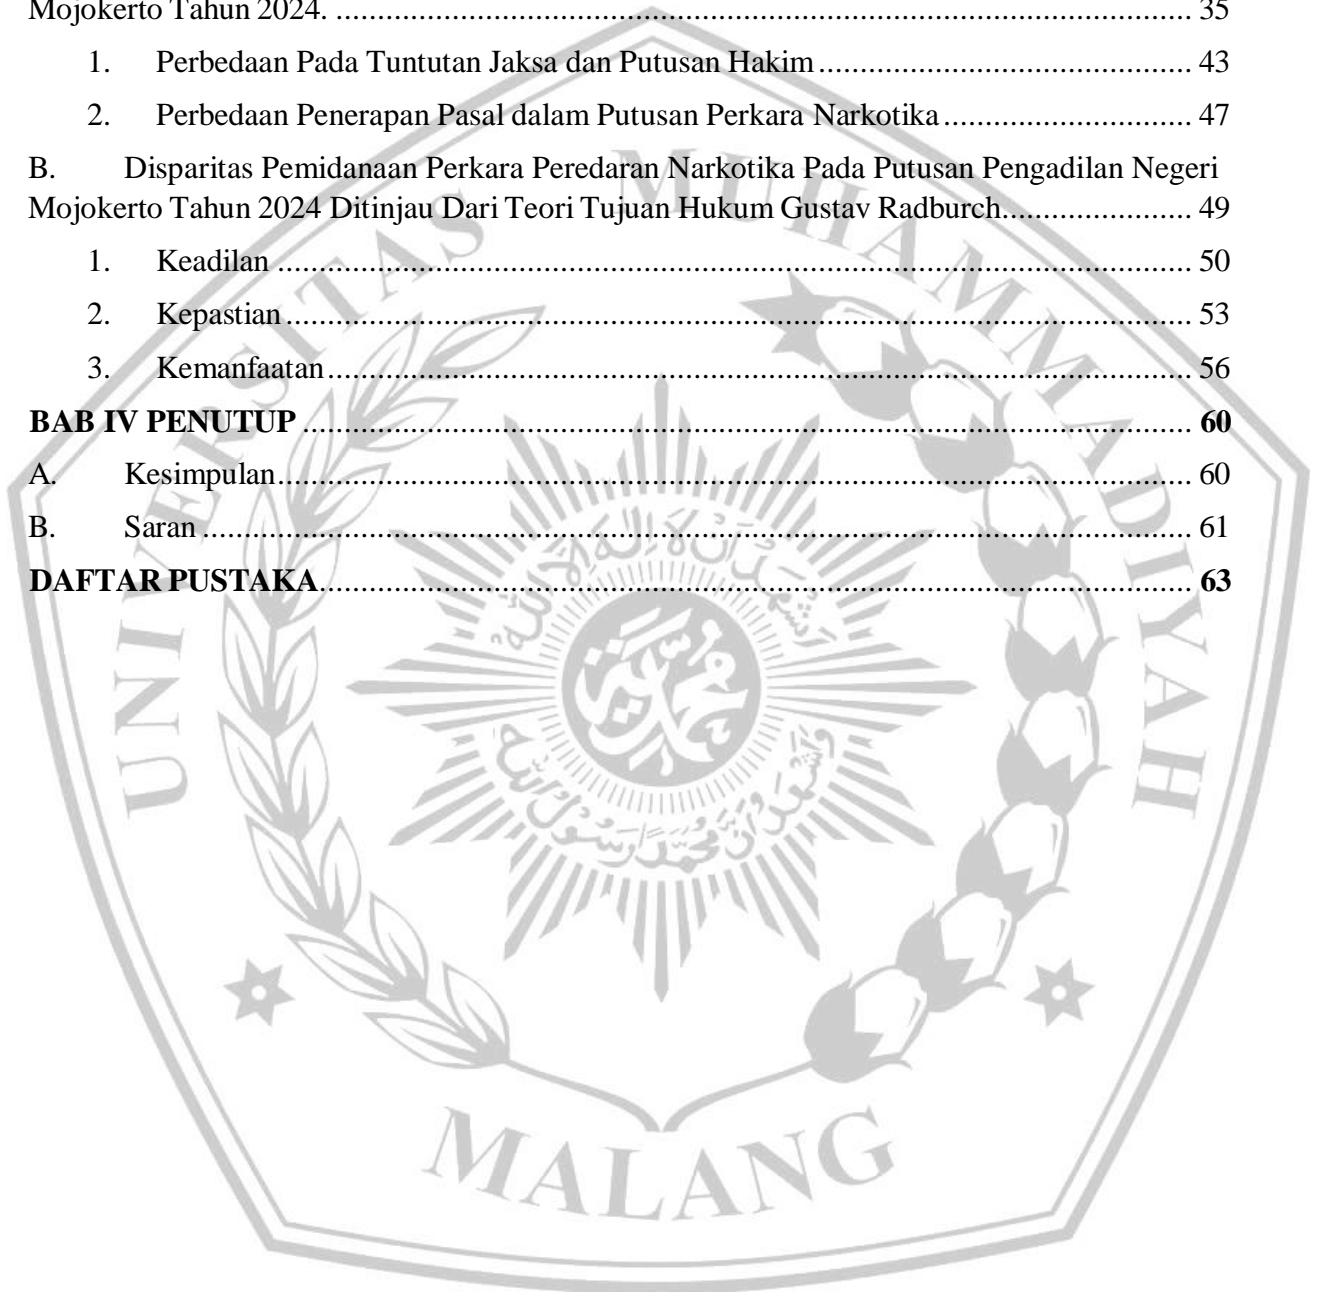 Mojokerto Tahun 2024. ........................................................................................................... 35
1. Perbedaan Pada Tuntutan Jaksa dan Putusan Hakim ............................................... 43
2. Perbedaan Penerapan Pasal dalam Putusan Perkara Narkotika ............................... 47
B. Disparitas Pemidanaan Perkara Peredaran Narkotika Pada Putusan Pengadilan Negeri
Mojokerto Tahun 2024 Ditinjau Dari Teori Tujuan Hukum Gustav Radburch........................ 49
1. Keadilan .................................................................................................................. 50
2. Kepastian ................................................................................................................. 53
3. Kemanfaatan ............................................................................................................ 56
BAB IV PENUTUP ............................................................................................................... 60
A. Kesimpulan.................................................................................................................. 60
B. Saran ........................................................................................................................... 61
DAFTAR PUSTAKA............................................................................................................. 63
UNIVERSITAS MUHAMMADIYAH
MALANG